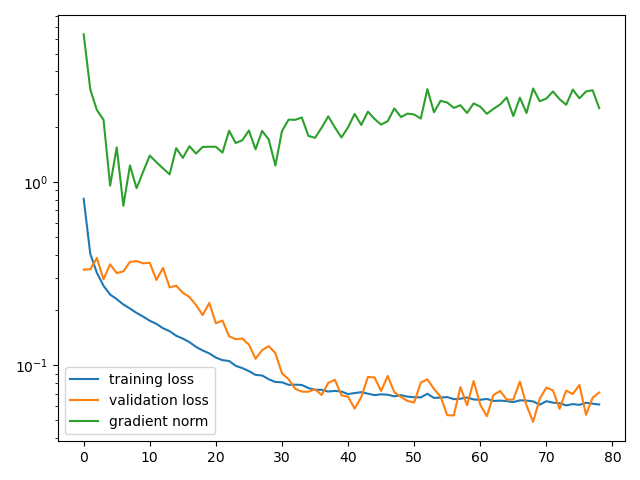 10⁰
10⁻¹
training loss
validation loss
gradient norm
0 10 20 30 40 50 60 70 80